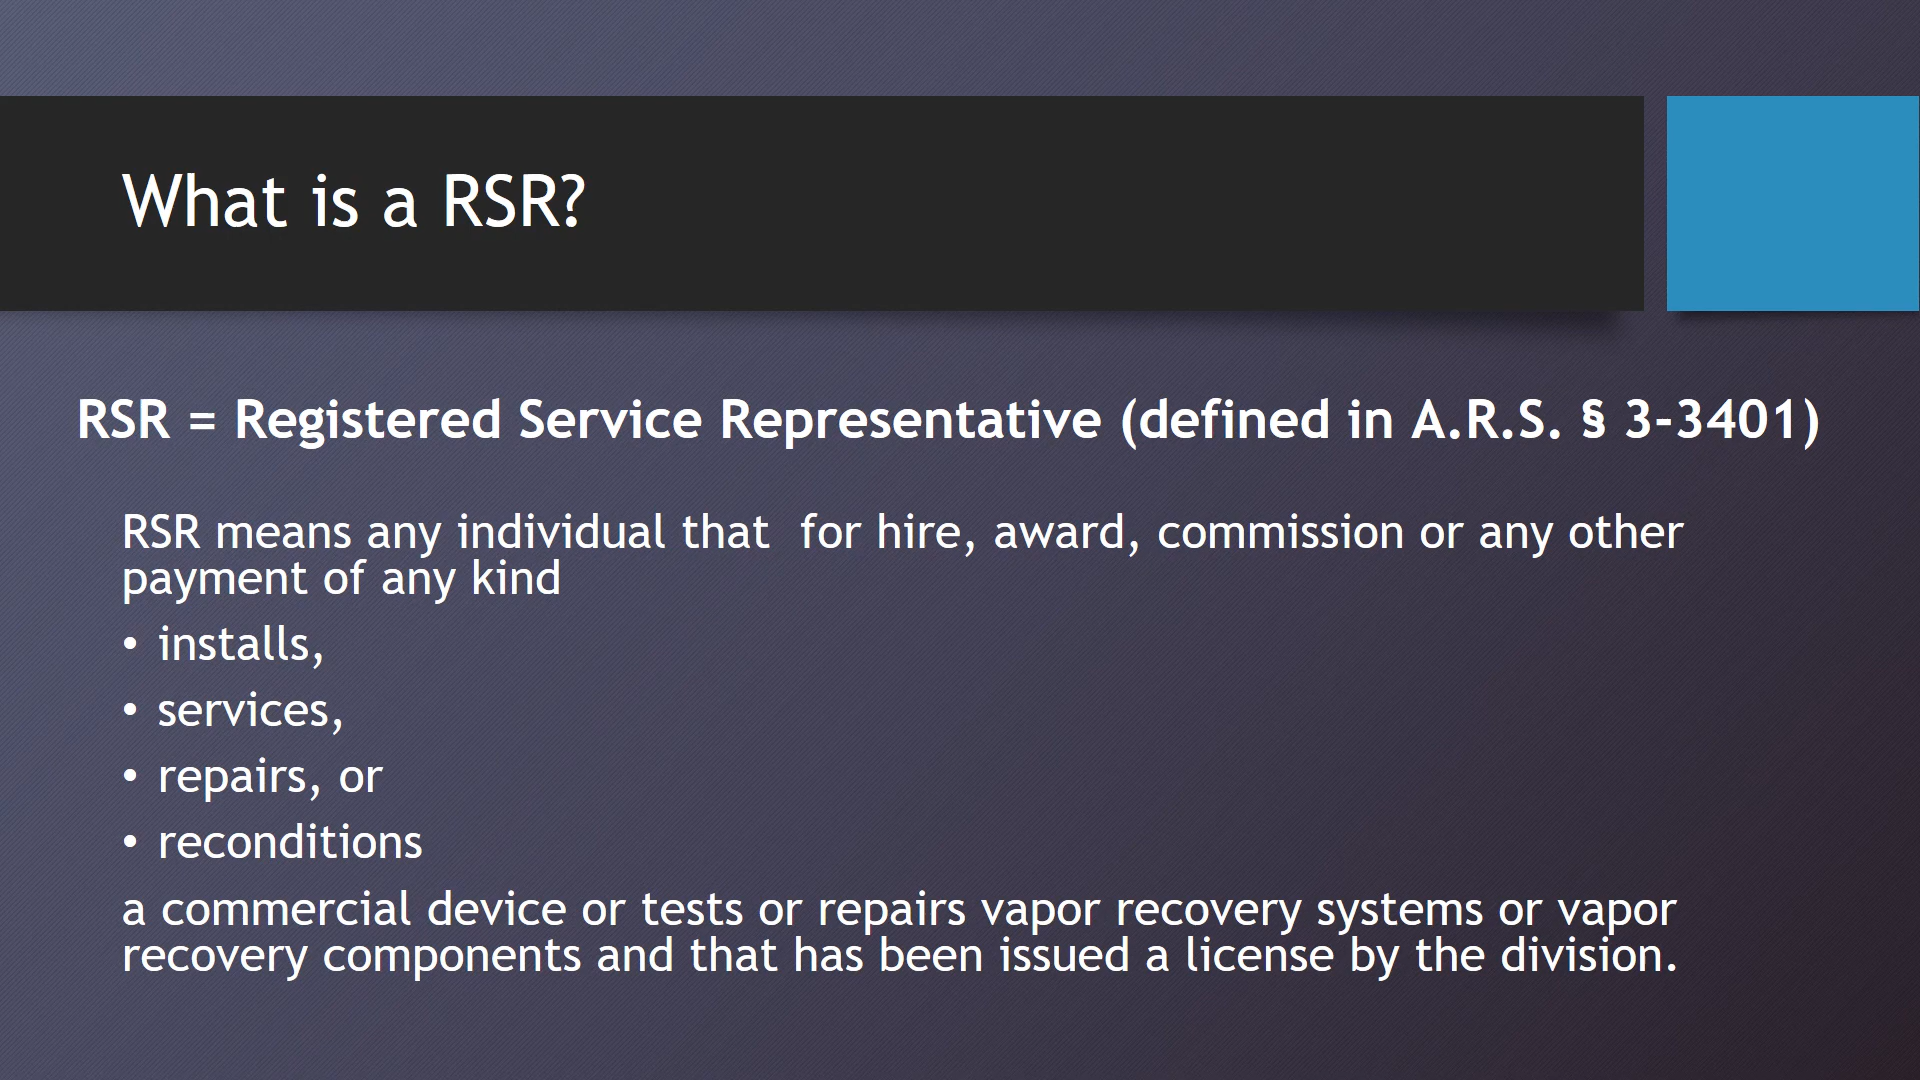 What is a RSR?
RSR = Registered Service Representative (defined in A.R.S. § 3-3401)
RSR means any individual that  for hire, award, commission or any other
payment of any kind
• installs,
• services,
• repairs, or
• reconditions
a commercial device or tests or repairs vapor recovery systems or vapor
recovery components and that has been issued a license by the division.